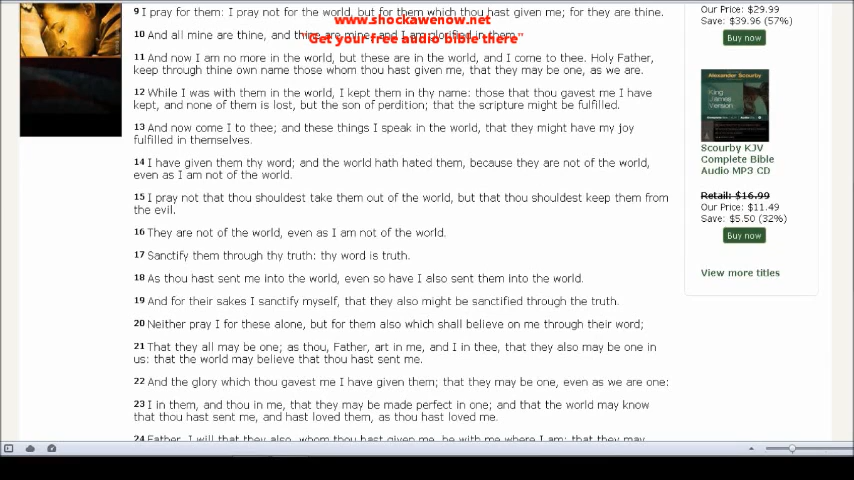 9 I pray for them: I pray not for the world, but for them which thou hast given me; for they are thine.
www.shockawenow.net
10 And all mine are thine, and thine are mine; and I am glorified in them.
"Get your free audio bible there"
11 And now I am no more in the world, but these are in the world, and I come to thee. Holy Father,
keep through thine own name those whom thou hast given me, that they may be one, as we are.
12 While I was with them in the world, I kept them in thy name: those that thou gavest me I have
kept, and none of them is lost, but the son of perdition; that the scripture might be fulfilled.
13 And now come I to thee; and these things I speak in the world, that they might have my joy
fulfilled in themselves.
14 I have given them thy word; and the world hath hated them, because they are not of the world,
even as I am not of the world.
15 I pray not that thou shouldest take them out of the world, but that thou shouldest keep them from
the evil.
16 They are not of the world, even as I am not of the world.
17 Sanctify them through thy truth: thy word is truth.
18 As thou hast sent me into the world, even so have I also sent them into the world.
19 And for their sakes I sanctify myself, that they also might be sanctified through the truth.
20 Neither pray I for these alone, but for them also which shall believe on me through their word;
21 That they all may be one; as thou, Father, art in me, and I in thee, that they also may be one in
us: that the world may believe that thou hast sent me.
22 And the glory which thou gavest me I have given them; that they may be one, even as we are one:
23 I in them, and thou in me, that they may be made perfect in one; and that the world may know
that thou hast sent me, and hast loved them, as thou hast loved me.
24 Father, I will that they also, whom thou hast given me, be with me where I am; that they may
Our Price: $29.99
Save: $39.96 (57%)
Buy now
Alexander Scourby
King
James
Version
Scourby KJV
Complete Bible
Audio MP3 CD
Retail: $16.99
Our Price: $11.49
Save: $5.50 (32%)
Buy now
View more titles